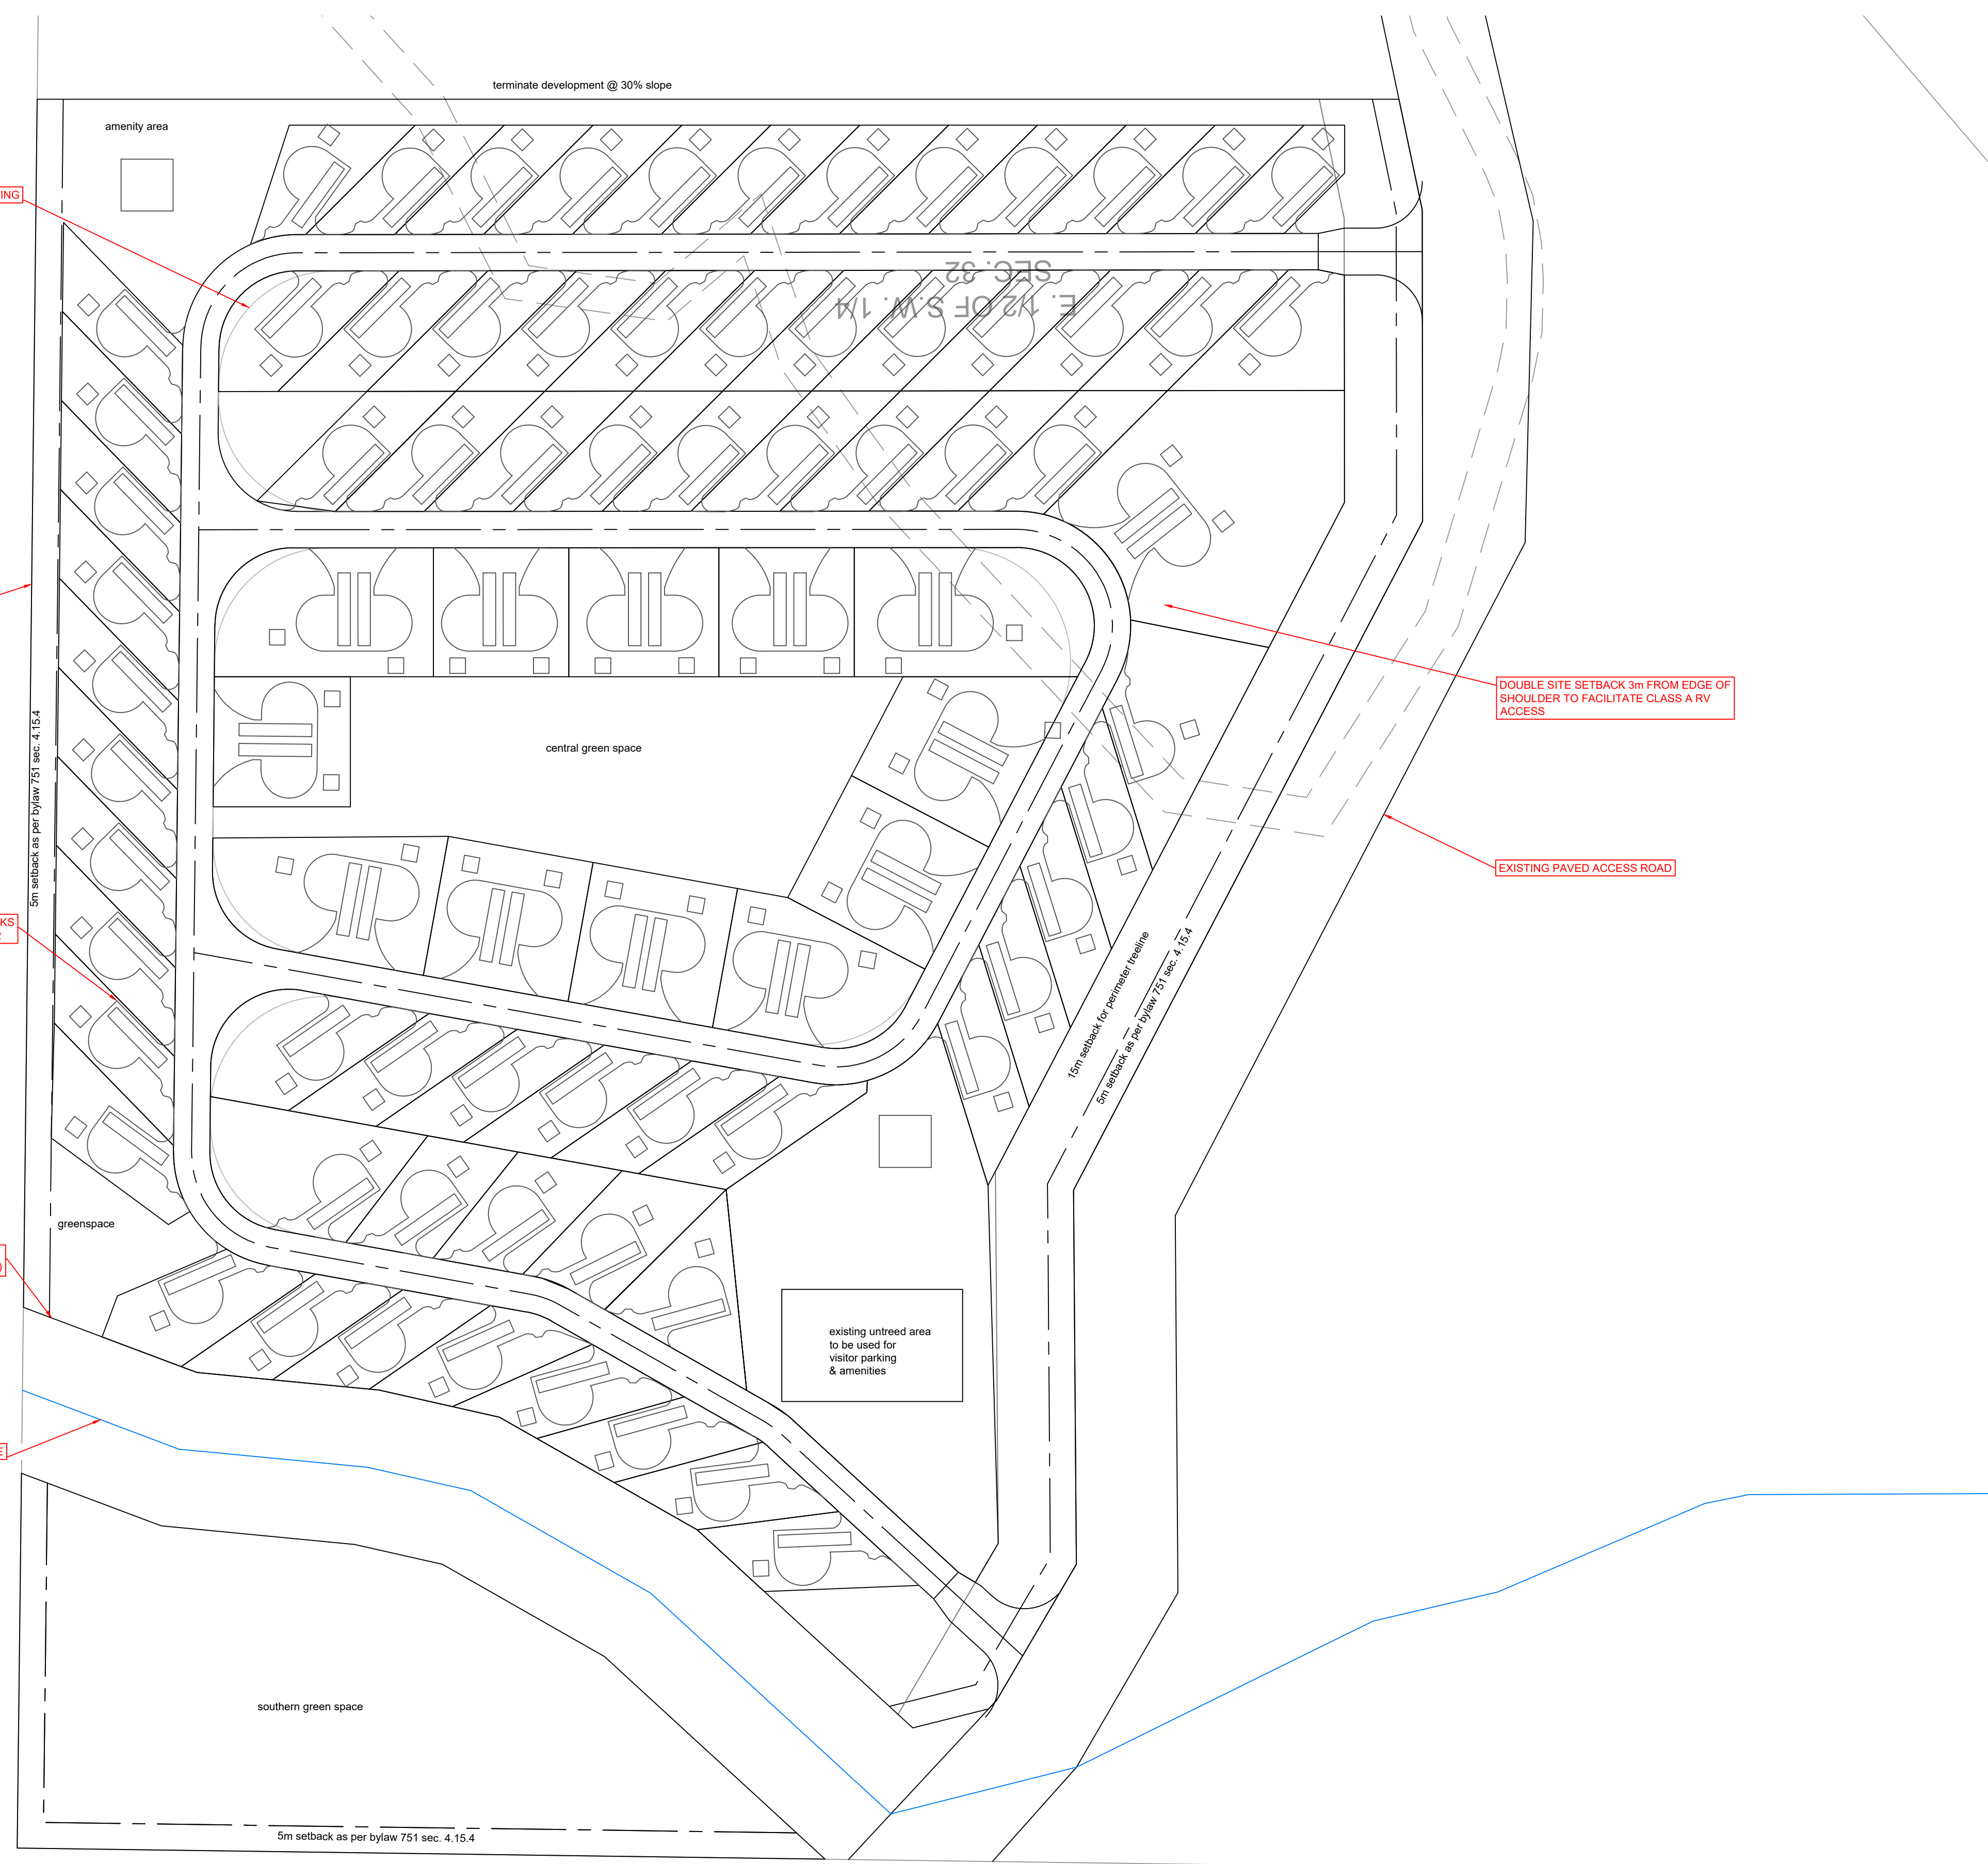 terminate development @ 30% slope
amenity area
ING
SEC. 32
E. 1/2 OF S.W. 1/4
5m setback as per bylaw 751 sec. 4.15.4
central green space
DOUBLE SITE SETBACK 3m FROM EDGE OF
SHOULDER TO FACILITATE CLASS A RV
ACCESS
EXISTING PAVED ACCESS ROAD
KS
15m setback for perimeter treeline
5m setback as per bylaw 751 sec. 4.15.4
greenspace
)
existing untreed area
to be used for
visitor parking
& amenities
E
southern green space
5m setback as per bylaw 751 sec. 4.15.4